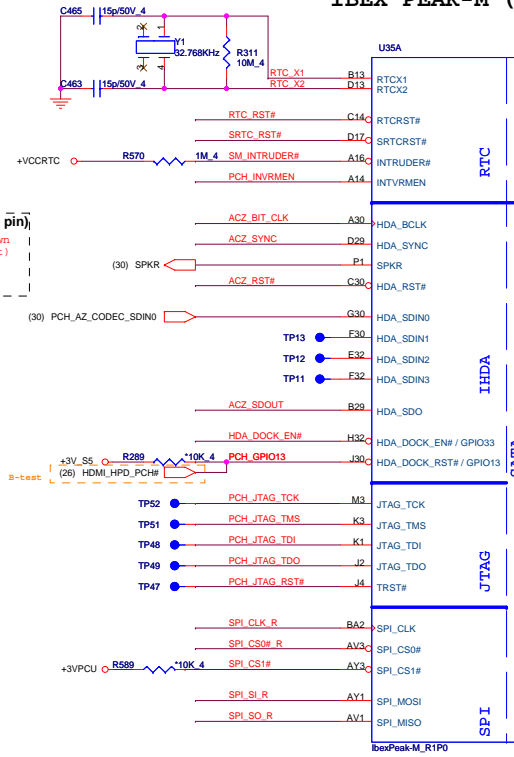 IBEX PEAK-M (
C465 15p/50V_4
U35A
2 1
Y1
32.768KHz
R311
10M_4
3 4
RTC_X1 B13 RTCX1
C463 15p/50V_4 RTC_X2 D13 RTCX2
RTC_RST# C14 RTCRST#
SRTC_RST# D17 SRTCRST#
+VCCRTC R570 1M_4 SM_INTRUDER# A16 INTRUDER#
RTC
PCH_INVRMEN A14 INTVRMEN
pin)
ACZ_BIT_CLK A30 HDA_BCLK
wn
ACZ_SYNC D29 HDA_SYNC
t)
(30) SPKR P1 SPKR
ACZ_RST# C30 HDA_RST#
(30) PCH_AZ_CODEC_SDIN0 G30 HDA_SDIN0
TP13 F30 HDA_SDIN1
TP12 E32 HDA_SDIN2
IHDA
TP11 F32 HDA_SDIN3
ACZ_SDOUT B29 HDA_SDO
HDA_DOCK_EN# H32 HDA_DOCK_EN# / GPIO33
+3V_S5 R289 *10K_4 PCH_GPIO13 J30 HDA_DOCK_RST# / GPIO13
B-test (26) HDMI_HPD_PCH#
TP52 PCH_JTAG_TCK M3 JTAG_TCK
TP51 PCH_JTAG_TMS K3 JTAG_TMS
TP48 PCH_JTAG_TDI K1 JTAG_TDI
TP49 PCH_JTAG_TDO J2 JTAG_TDO
JTAG
TP47 PCH_JTAG_RST# J4 TRST#
SPI_CLK_R BA2 SPI_CLK
SPI_CS0#_R AV3 SPI_CS0#
+3VPCU R589 *10K_4 SPI_CS1# AY3 SPI_CS1#
SPI_SI_R AY1 SPI_MOSI
SPI
SPI_SO_R AV1 SPI_MISO
IbexPeak-M_R1P0